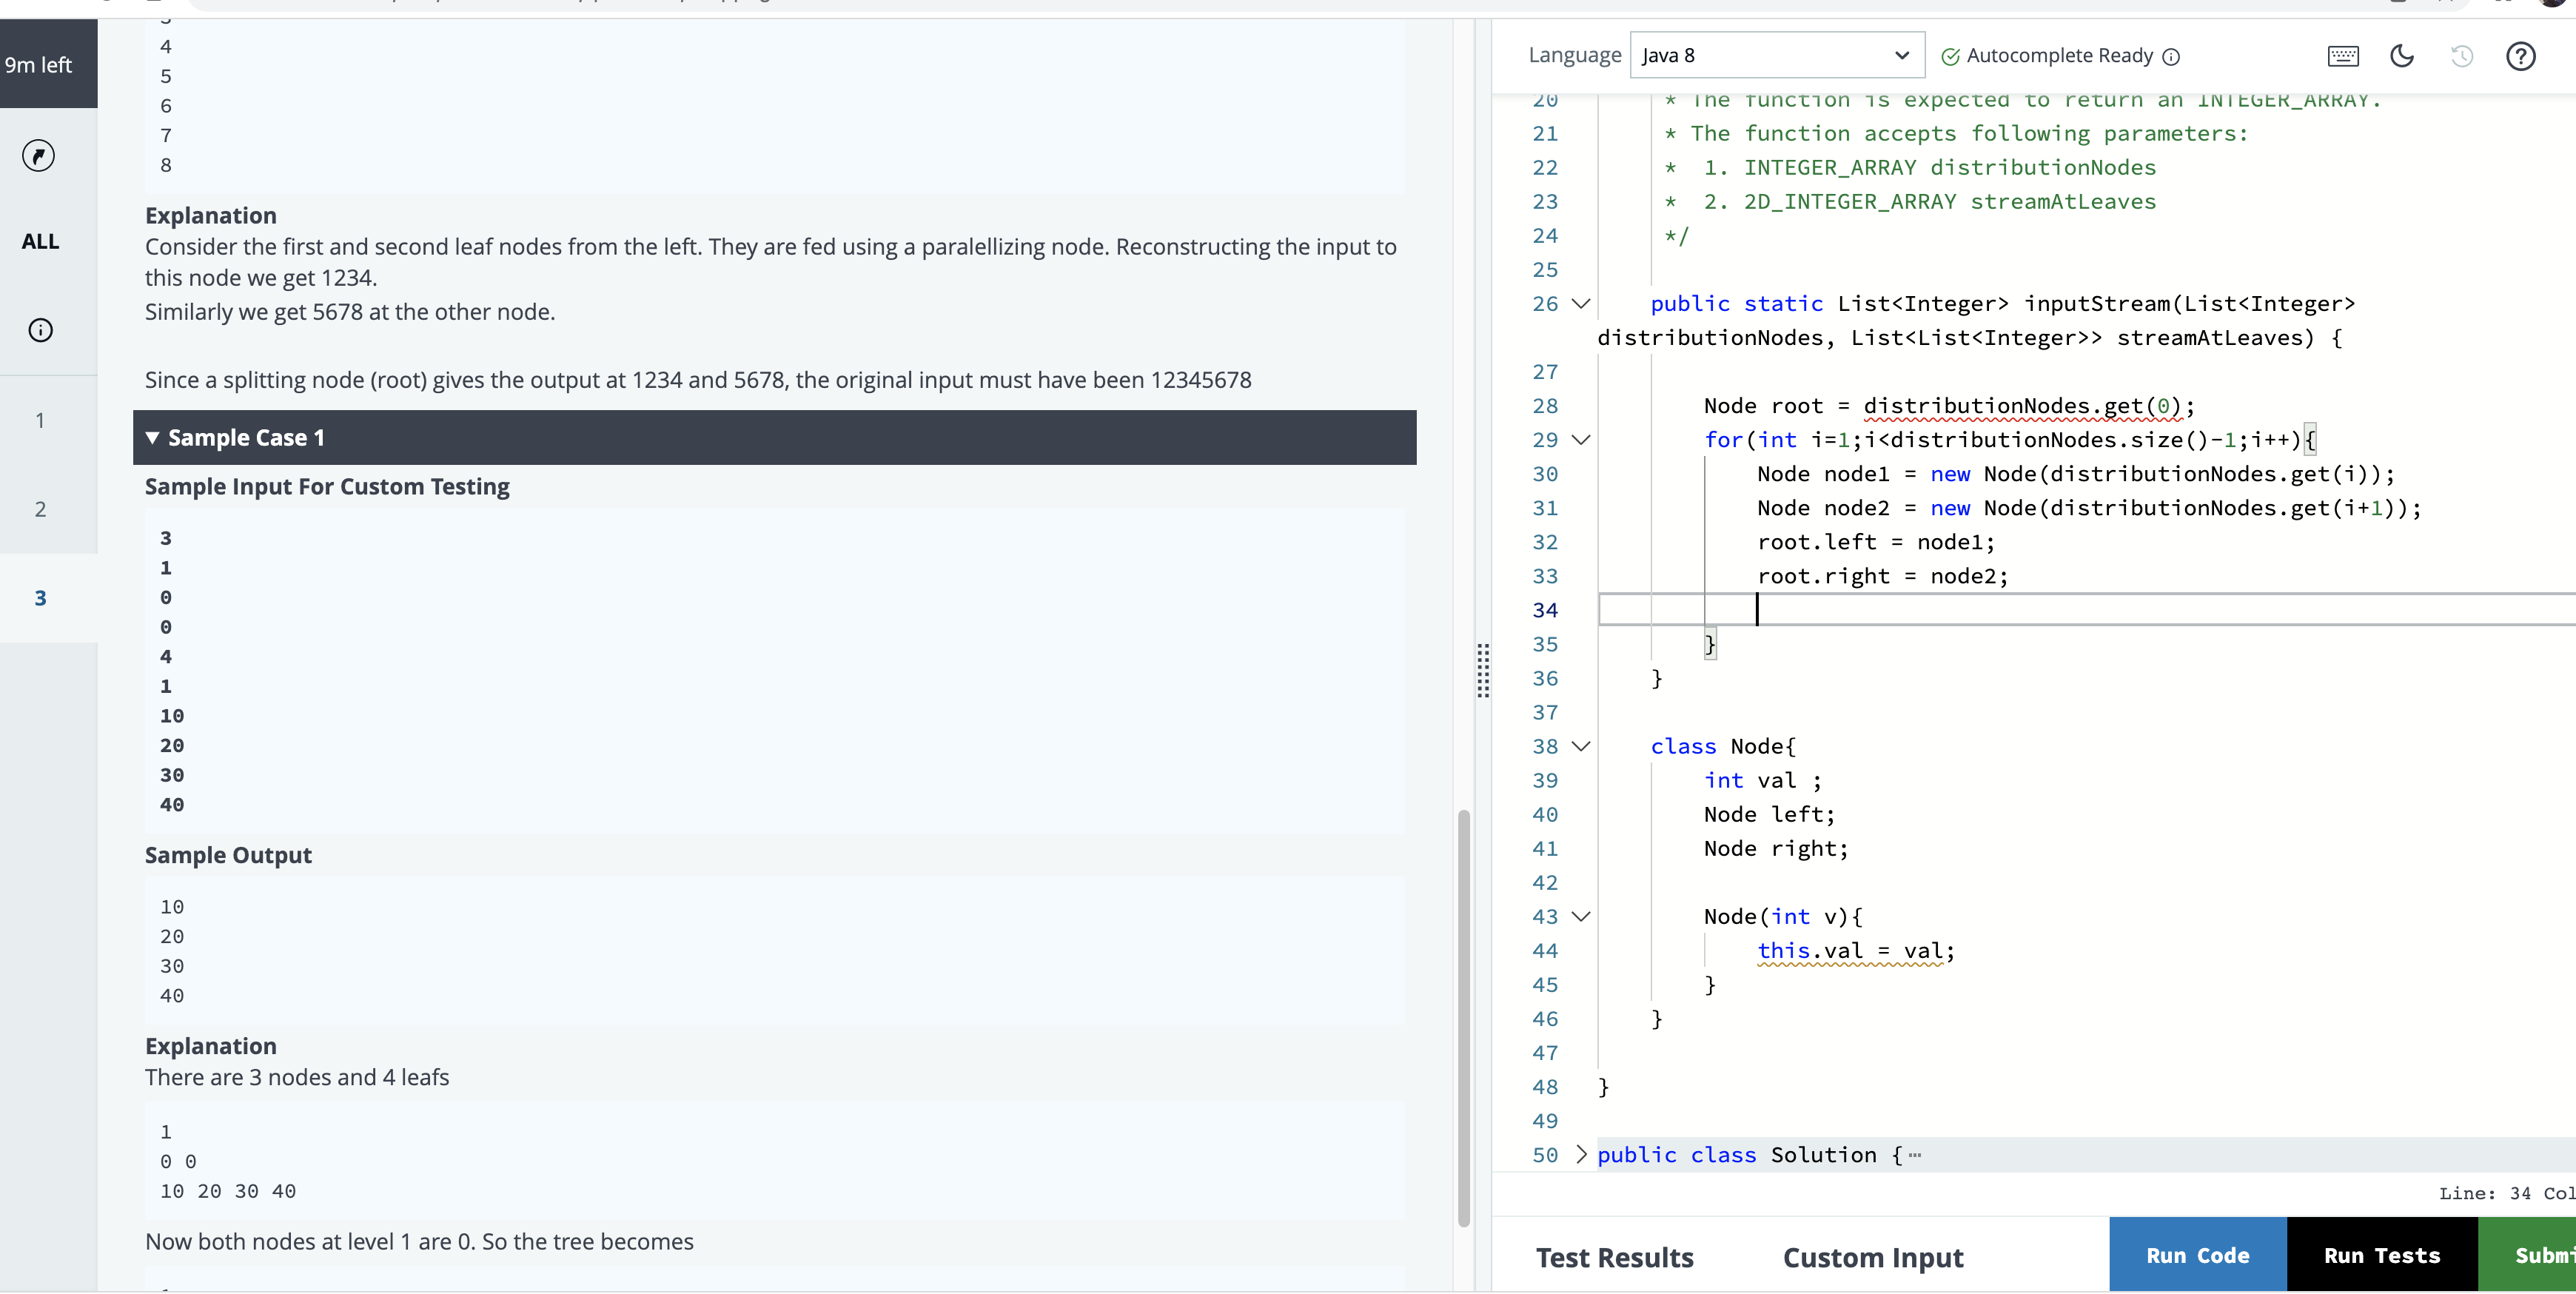 9m left
ALL
1
2
3
4
5
6
7
8
Explanation
Consider the first and second leaf nodes from the left. They are fed using a paralellizing node. Reconstructing the input to
this node we get 1234.
Similarly we get 5678 at the other node.
Since a splitting node (root) gives the output at 1234 and 5678, the original input must have been 12345678
▼ Sample Case 1
Sample Input For Custom Testing
3
1
0
0
4
1
10
20
30
40
Sample Output
10
20
30
40
Explanation
There are 3 nodes and 4 leafs
1
0 0
10 20 30 40
Now both nodes at level 1 are 0. So the tree becomes
Language Java 8 Autocomplete Ready
20 * The function is expected to return an INTEGER_ARRAY.
21 * The function accepts following parameters:
22 *  1. INTEGER_ARRAY distributionNodes
23 *  2. 2D_INTEGER_ARRAY streamAtLeaves
24 */
25
26 public static List<Integer> inputStream(List<Integer>
distributionNodes, List<List<Integer>> streamAtLeaves) {
27
28 Node root = distributionNodes.get(0);
29 for(int i=1;i<distributionNodes.size()-1;i++){
30 Node node1 = new Node(distributionNodes.get(i));
31 Node node2 = new Node(distributionNodes.get(i+1));
32 root.left = node1;
33 root.right = node2;
34
35 }
36 }
37
38 class Node{
39 int val ;
40 Node left;
41 Node right;
42
43 Node(int v){
44 this.val = val;
45 }
46 }
47
48 }
49
50 public class Solution {⋯
Line: 34 Col
Test Results Custom Input Run Code Run Tests Submi